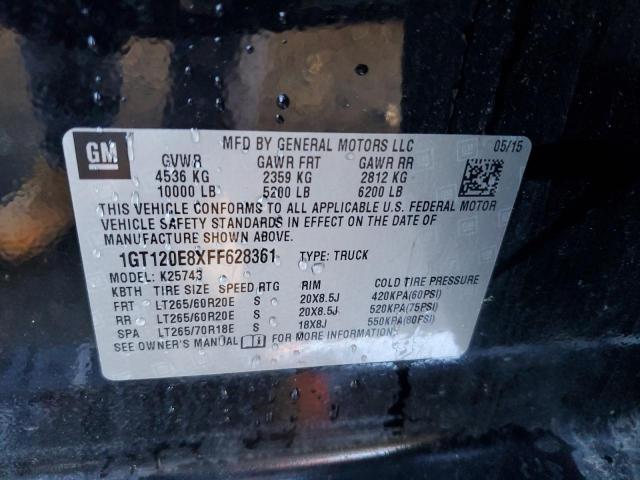 GM
MFD BY GENERAL MOTORS LLC 05/15
GVWR GAWR FRT GAWR RR
4536 KG 2359 KG 2812 KG
10000 LB 5200 LB 6200 LB
THIS VEHICLE CONFORMS TO ALL APPLICABLE U.S. FEDERAL MOTOR
VEHICLE SAFETY STANDARDS IN EFFECT ON THE DATE OF
MANUFACTURE SHOWN ABOVE.
1GT120E8XFF628361 TYPE: TRUCK
MODEL: K25743
KBTH TIRE SIZE SPEED RTG RIM COLD TIRE PRESSURE
FRT LT265/60R20E S 20X8.5J 420KPA(60PSI)
RR LT265/60R20E S 20X8.5J 520KPA(75PSI)
SPA LT265/70R18E S 18X8J 550KPA(80PSI)
SEE OWNER'S MANUAL FOR MORE INFORMATION.